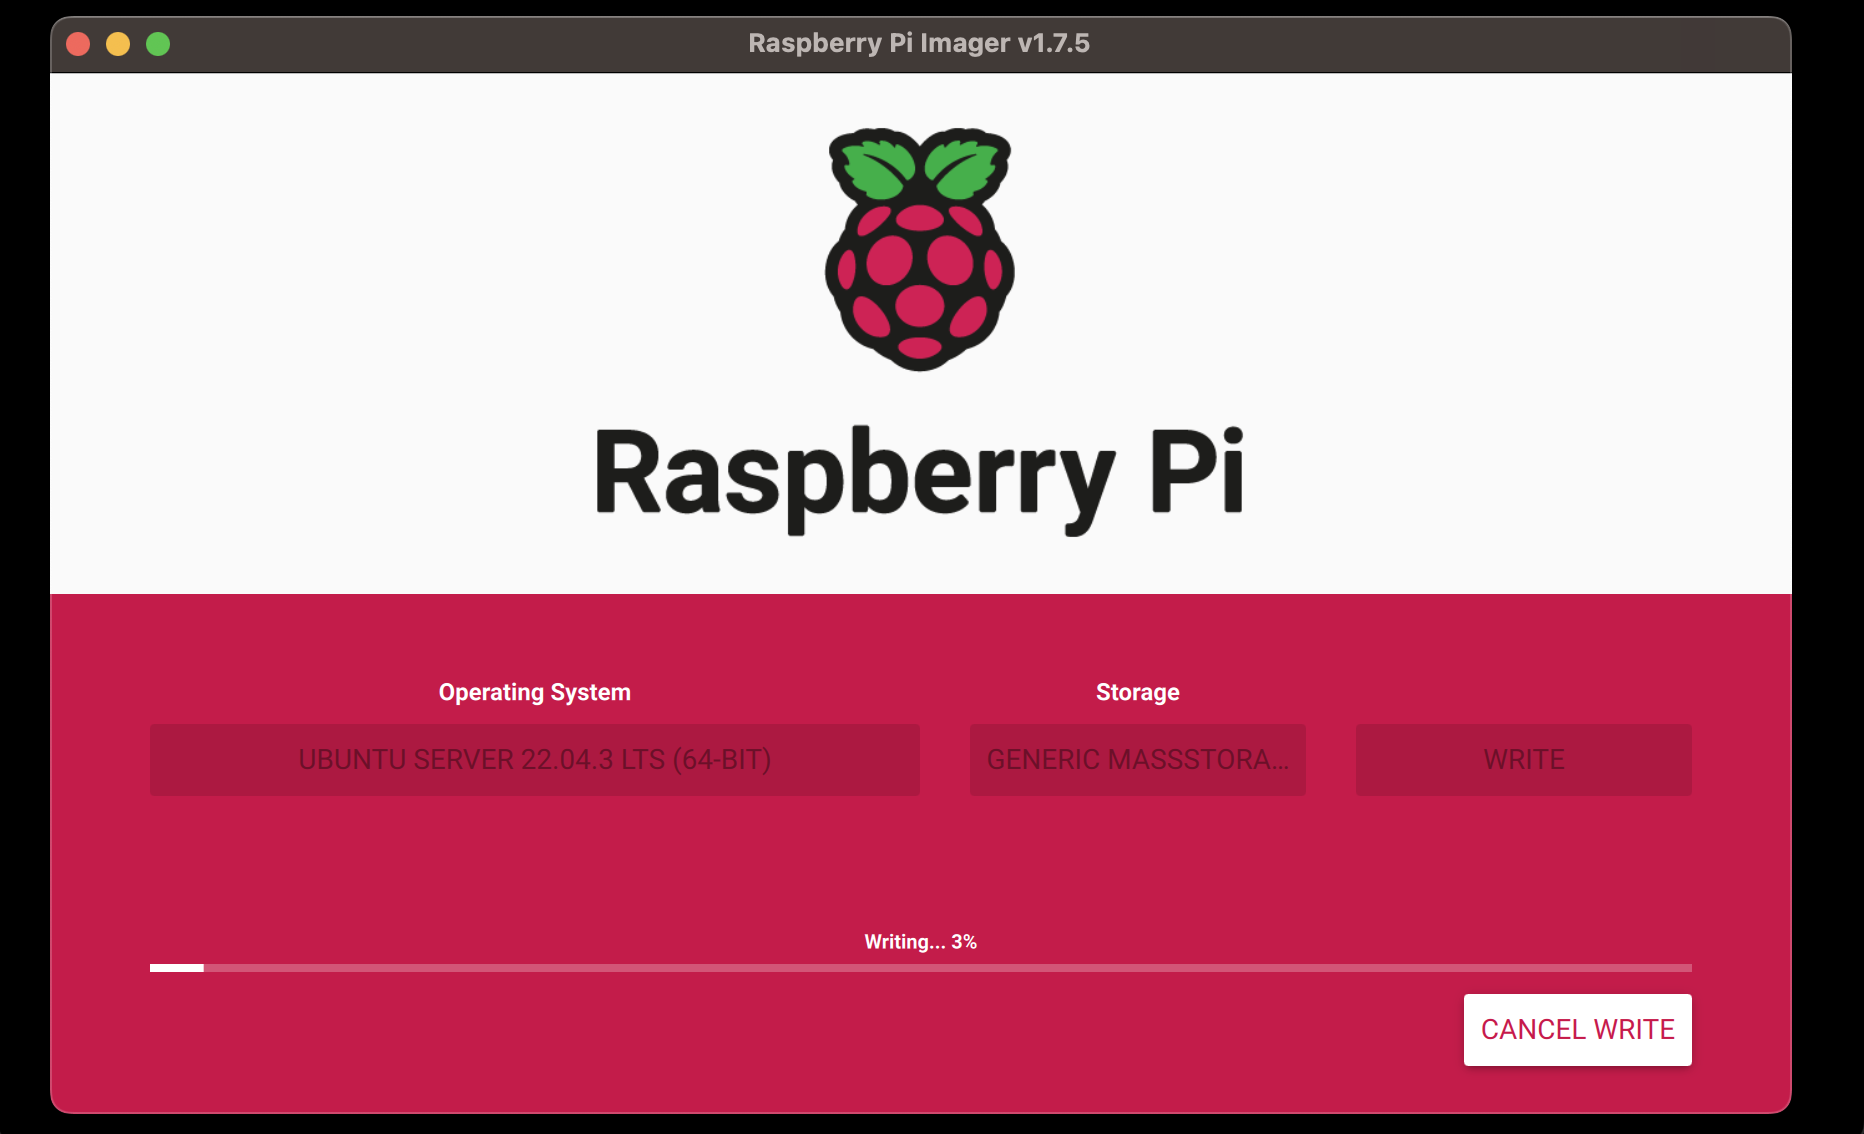 Raspberry Pi Imager v1.7.5
Raspberry Pi
Operating System
Storage
UBUNTU SERVER 22.04.3 LTS (64-BIT)
GENERIC MASSSTORA...
WRITE
Writing... 3%
CANCEL WRITE